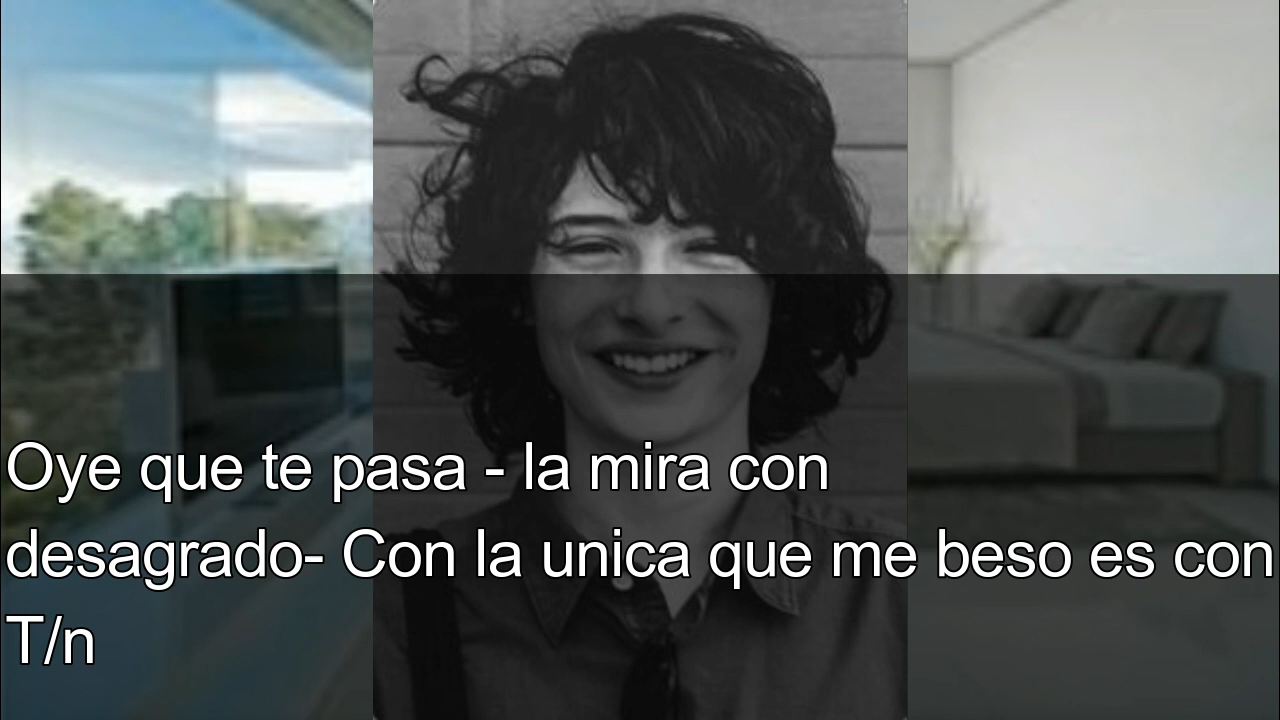 Oye que te pasa - la mira con
desagrado- Con la unica que me beso es con
T/n